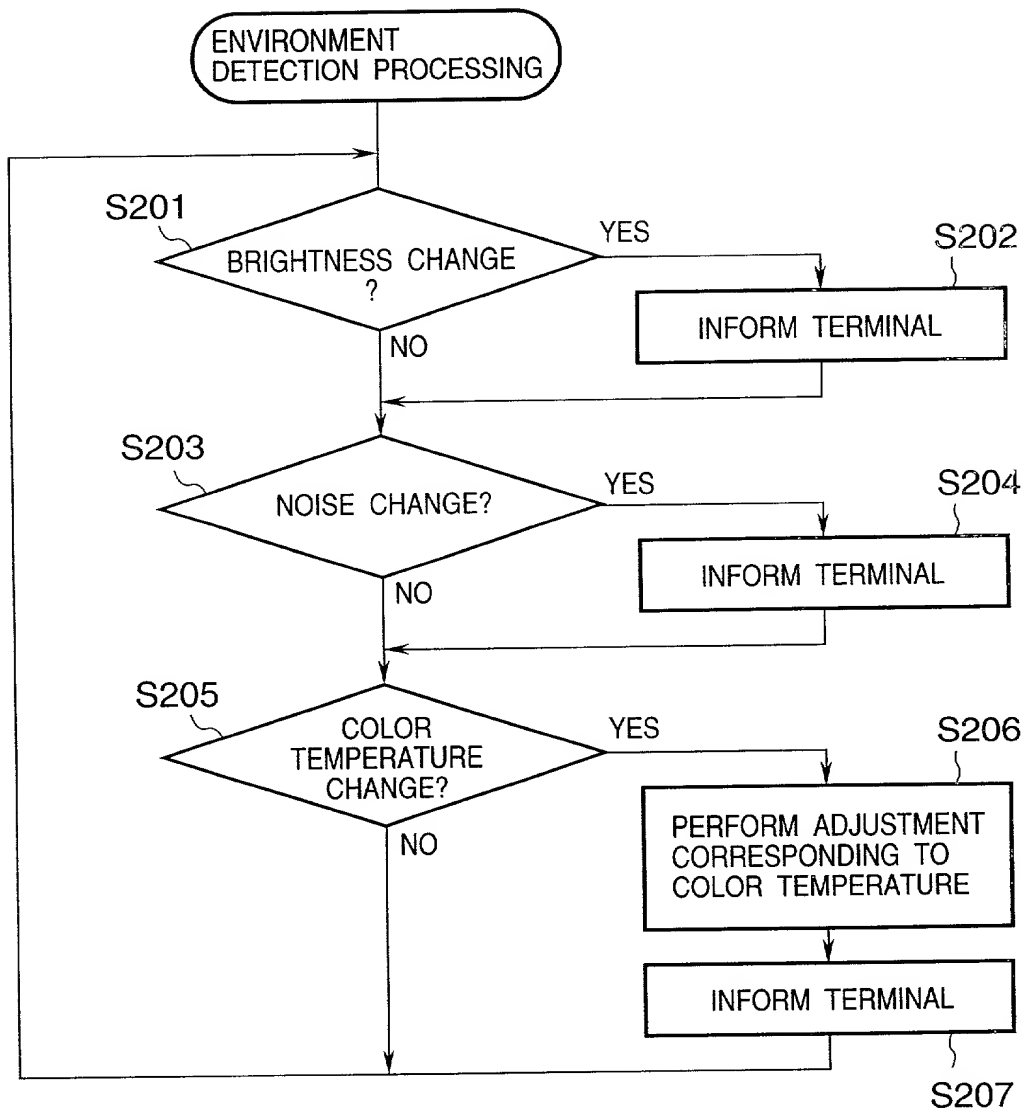 ENVIRONMENT
DETECTION PROCESSING
S201
BRIGHTNESS CHANGE
?
YES
NO
S202
INFORM TERMINAL
S203
NOISE CHANGE?
YES
NO
S204
INFORM TERMINAL
S205
COLOR
TEMPERATURE
CHANGE?
YES
NO
S206
PERFORM ADJUSTMENT
CORRESPONDING TO
COLOR TEMPERATURE
INFORM TERMINAL
S207